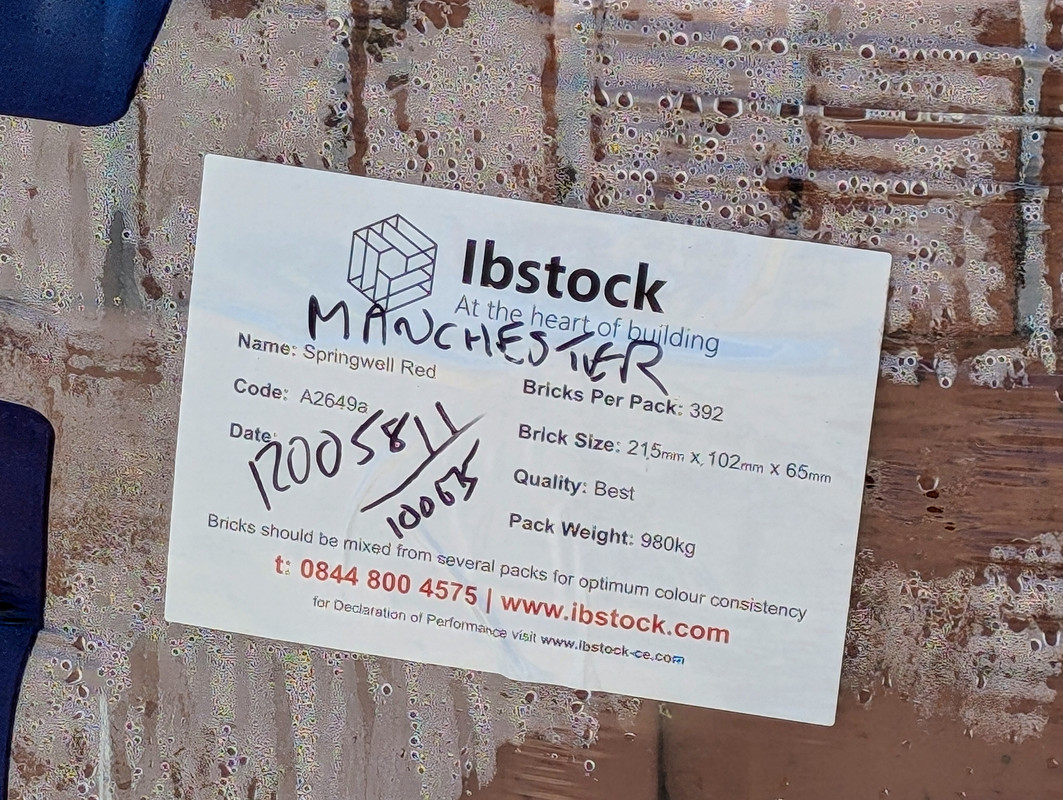 Ibstock
At the heart of building
MANCHESTER
Name: Springwell Red
Code: A2649a
Date:
12005811
10065
Bricks Per Pack: 392
Brick Size: 215mm x 102mm x 65mm
Quality: Best
Pack Weight: 980kg
Bricks should be mixed from several packs for optimum colour consistency
t: 0844 800 4575 | www.ibstock.com
for Declaration of Performance visit www.ibstock-ce.com